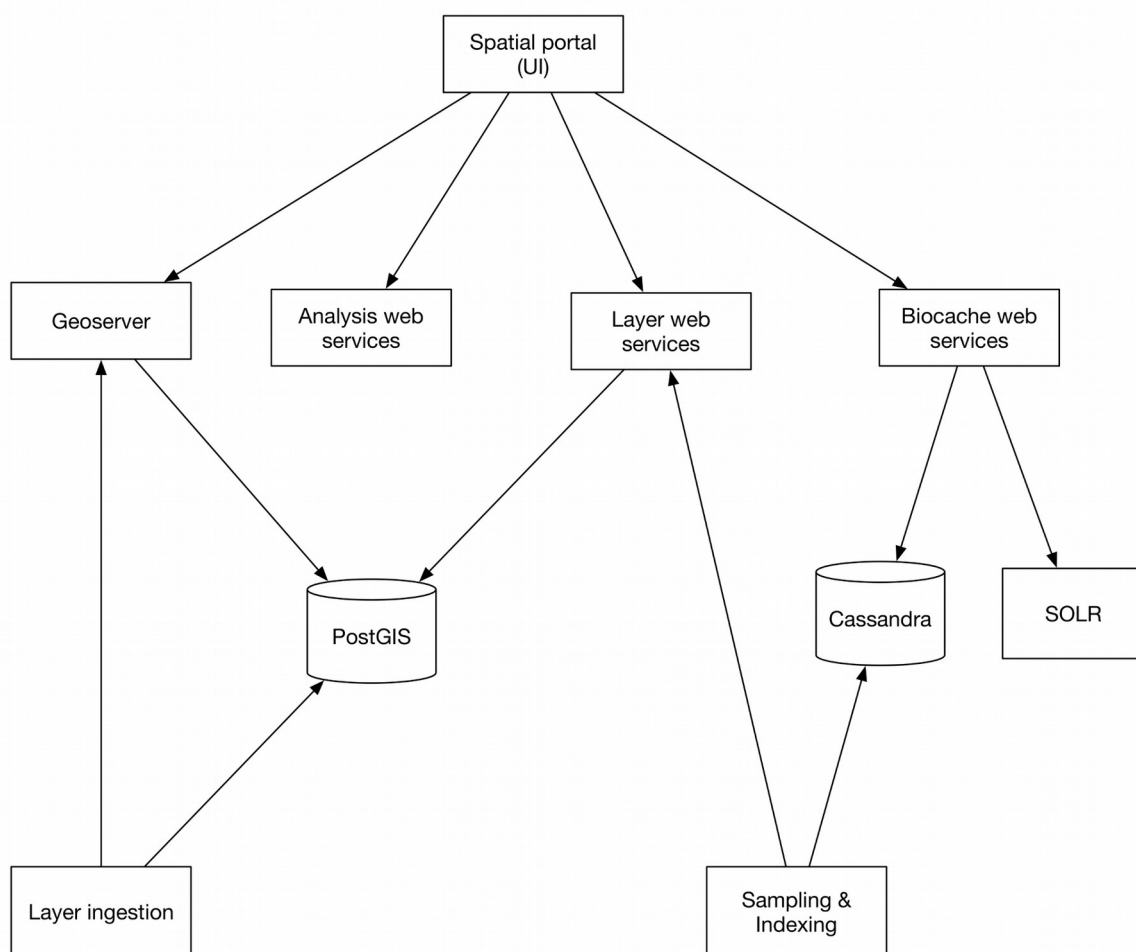 Spatial portal
(UI)
Geoserver
Analysis web
services
Layer web
services
Biocache web
services
PostGIS
Cassandra
SOLR
Layer ingestion
Sampling &
Indexing